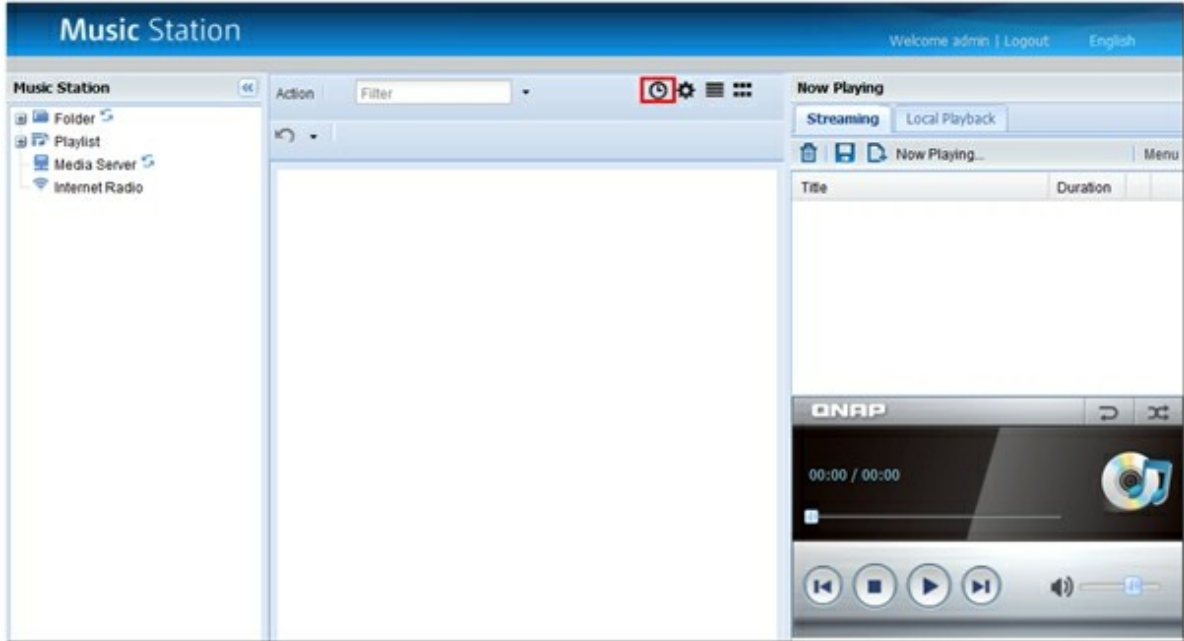 Music Station
Welcome admin | Logout English
Music Station
Folder
Playlist
Media Server
Internet Radio
Action Filter
Now Playing
Streaming Local Playback
Now Playing... Menu
Title Duration
QNAP
00:00 / 00:00